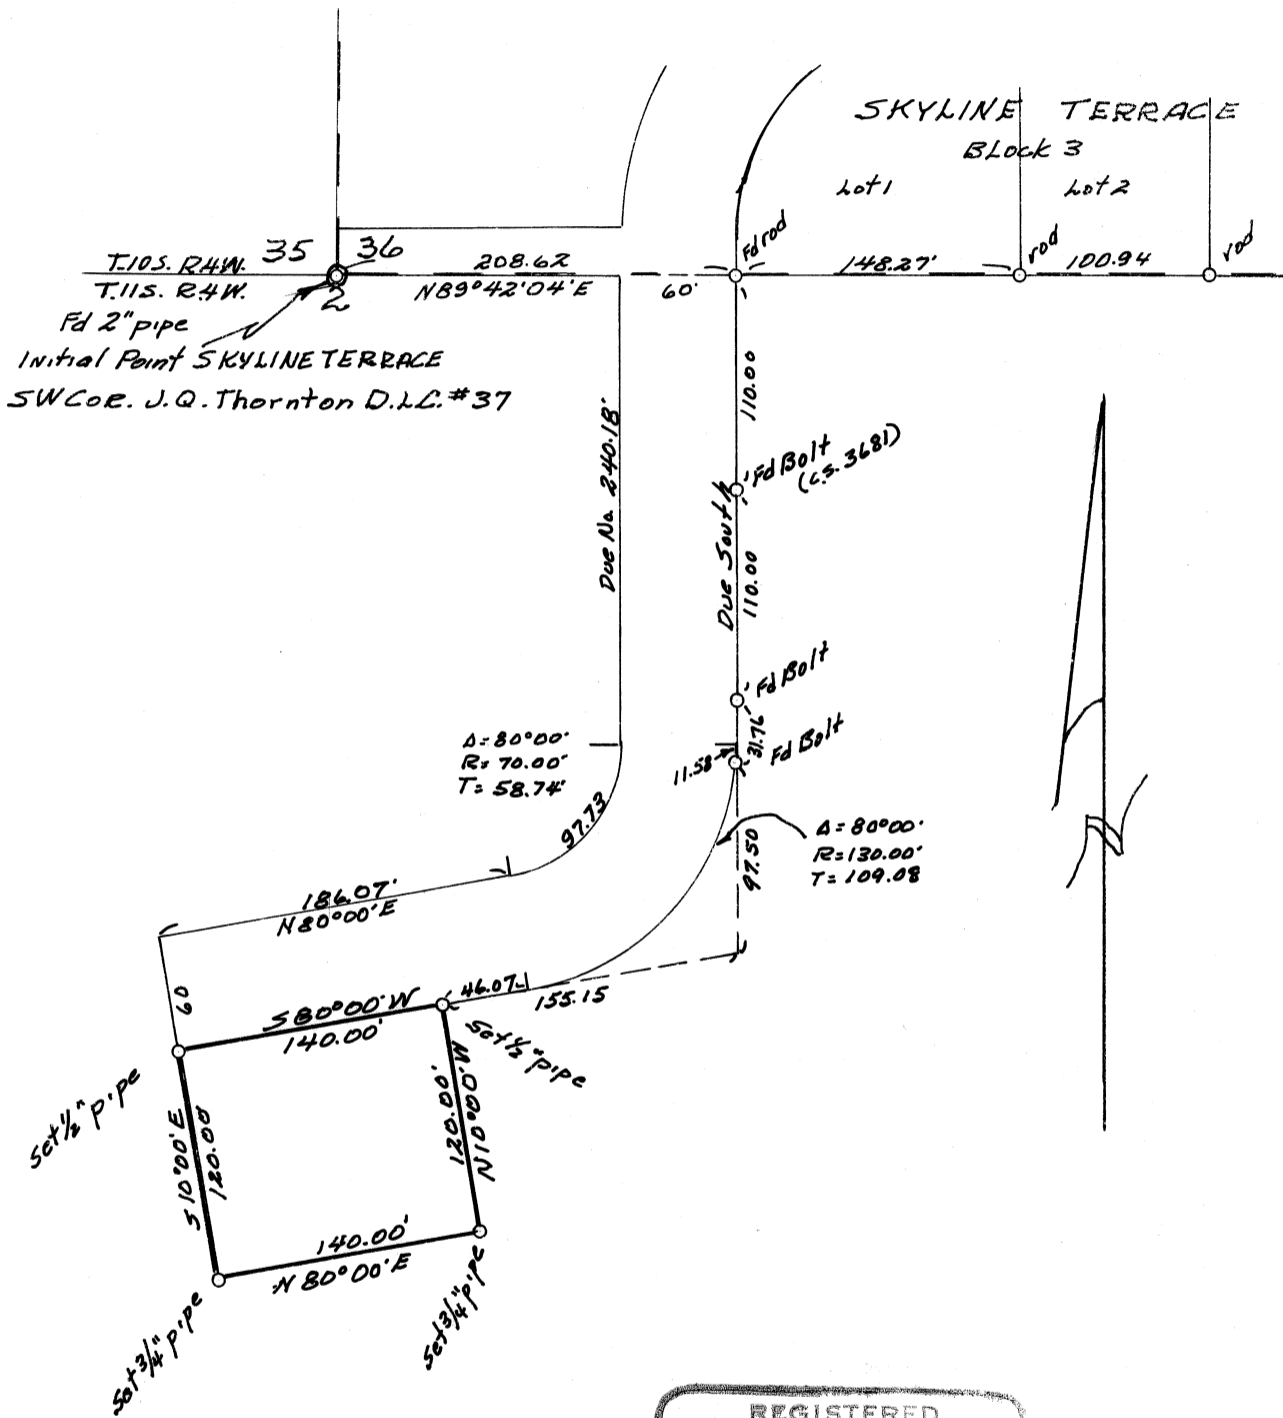 SKYLINE TERRACE
BLock 3
Lot 1
Lot 2
Fd rod
rod
rod
35 36
T.10S. R4W.
T.11S. R.4W.
2
208.62
N89°42'04"E
60'
148.27'
100.94
Fd 2" pipe
Initial Point SKYLINE TERRACE
SW Cor. J.Q. Thornton D.L.C. #37
Due No. 240.18'
110.00
Fd Bolt
(C.S. 3681)
Due South
110.00
Fd Bolt
31.76'
Fd Bolt
11.58
Δ=80°00'
R=70.00'
T=58.74'
97.73
97.50
Δ=80°00'
R=130.00'
T=109.08
186.07'
N80°00'E
60
46.07
155.15
S80°00'W
140.00'
Set 1/2" pipe
Set 1/2" pipe
S10°00'E
120.00
120.00'
N10°00'W
140.00'
N80°00'E
Set 3/4" pipe
Set 3/4" pipe
REGISTERED